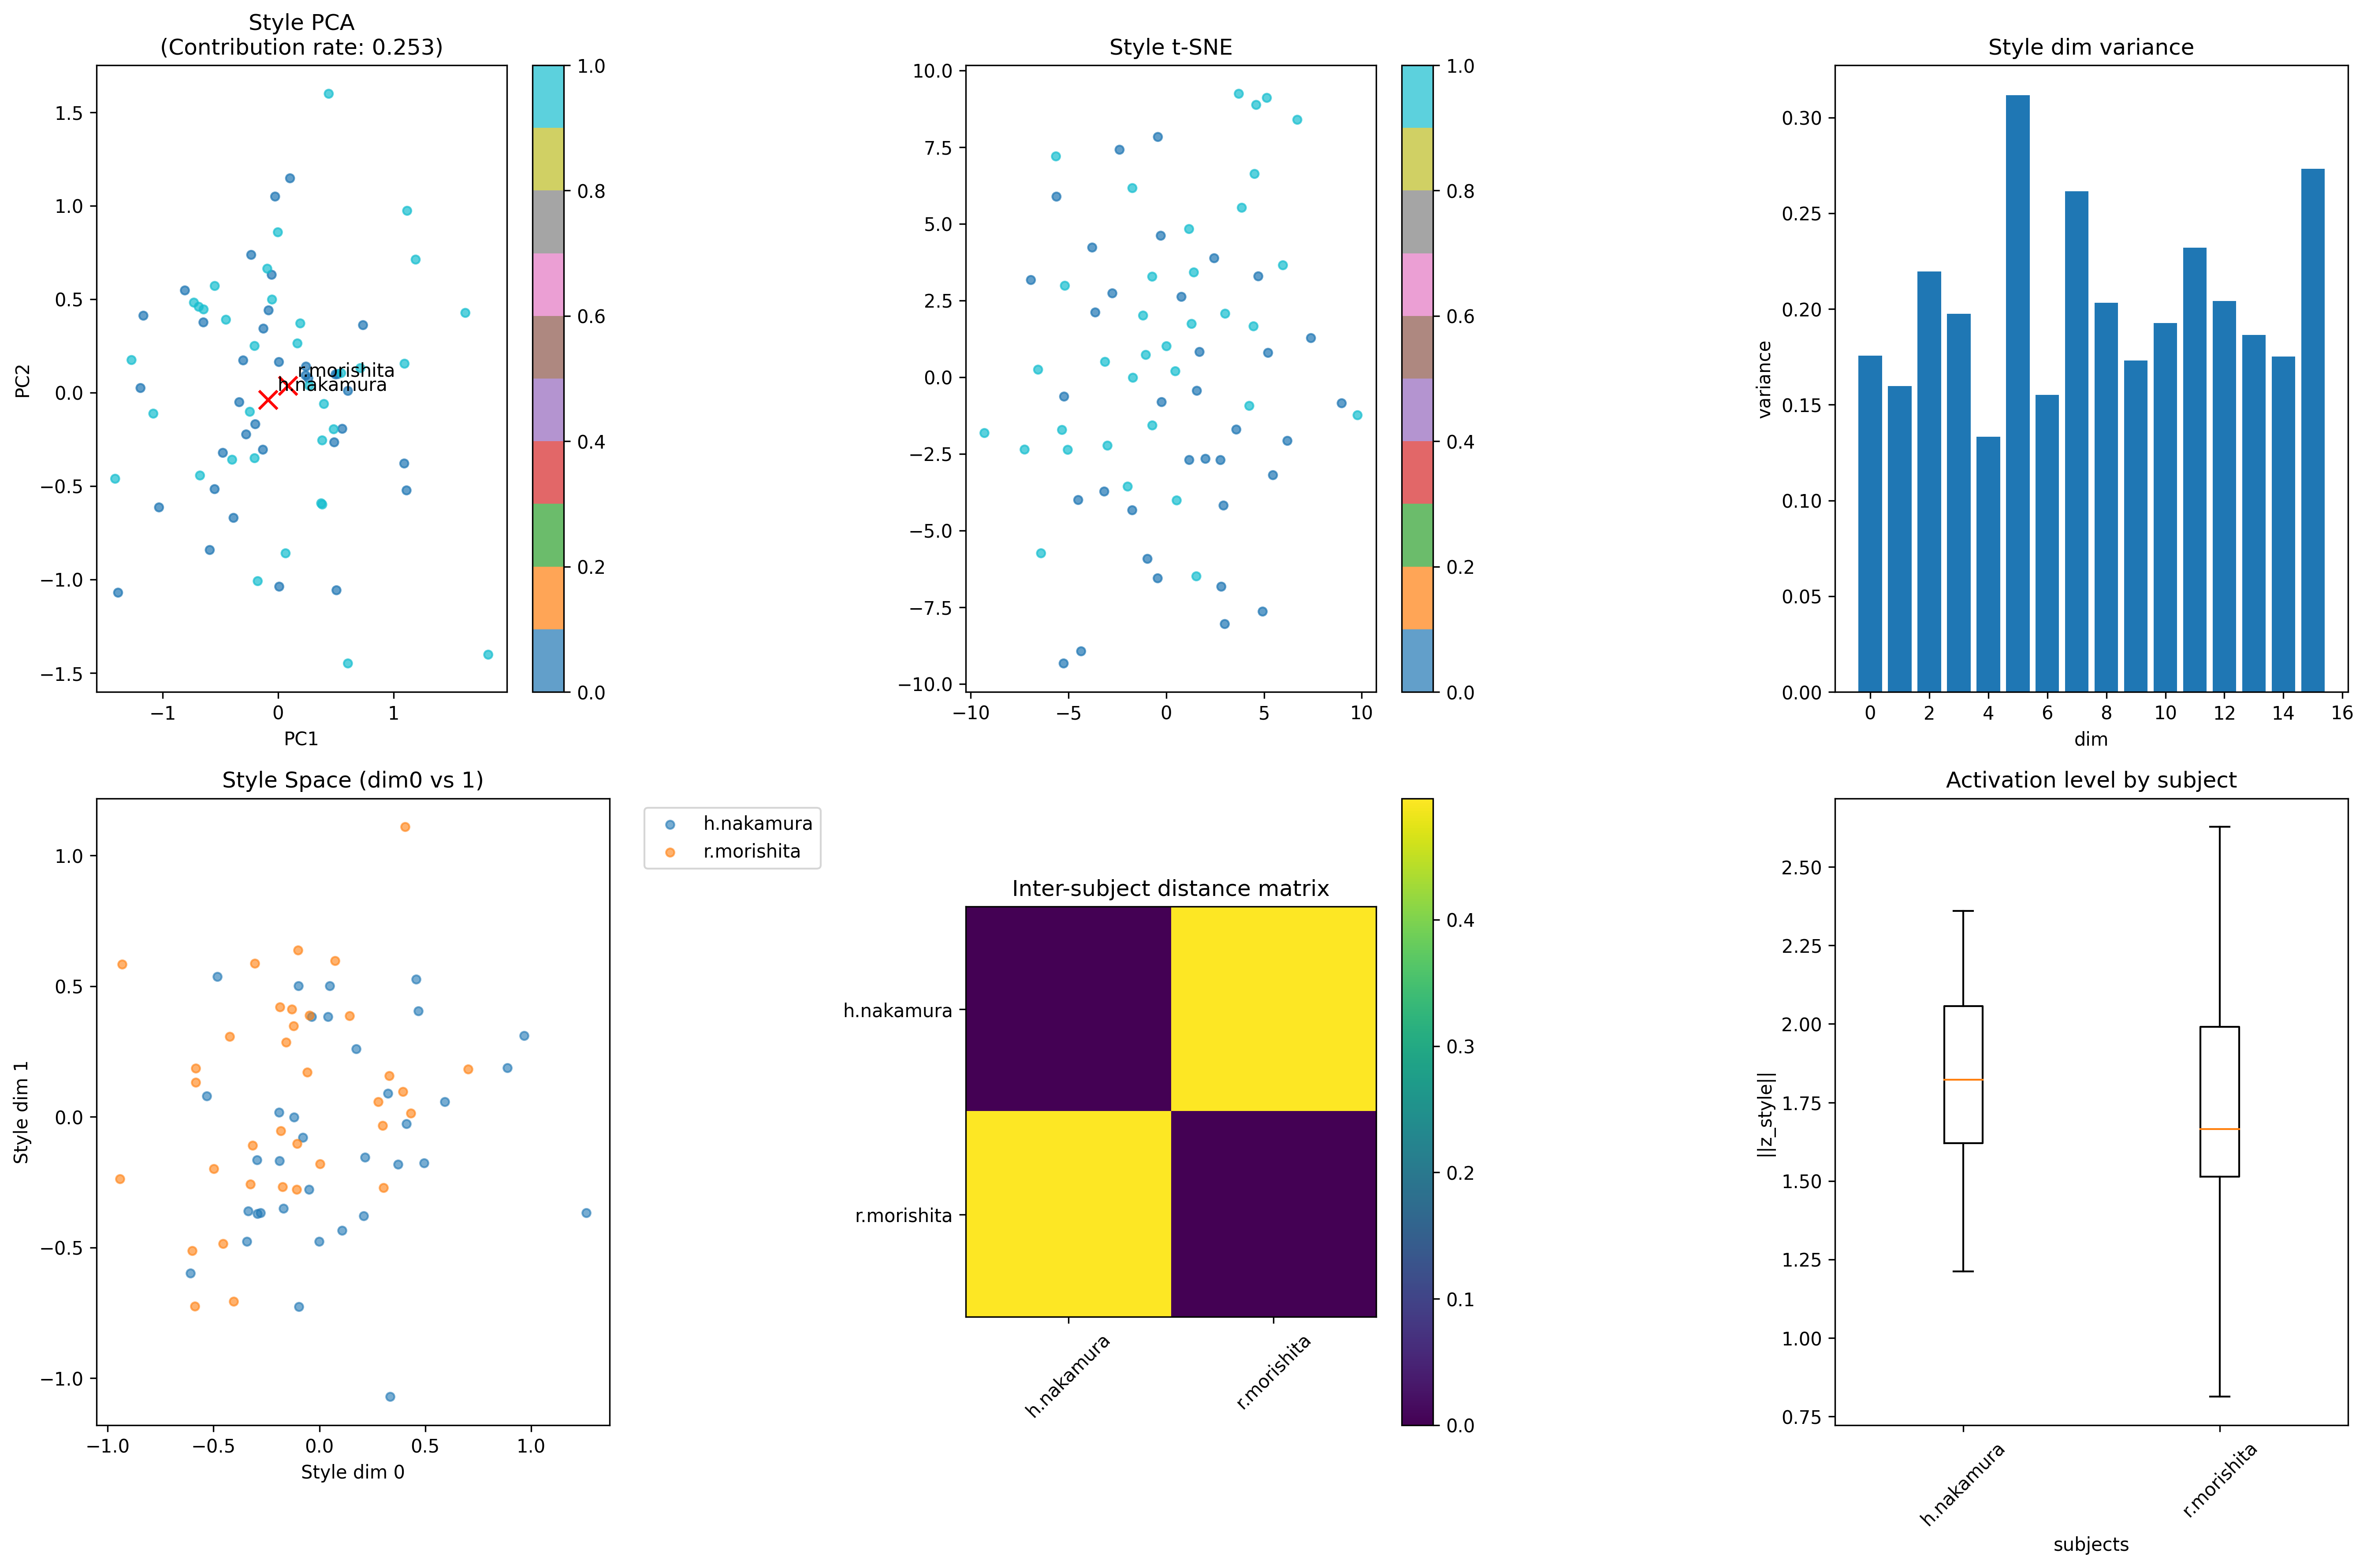 Style PCA
(Contribution rate: 0.253)
1.5
1.0
0.5
0.0
−0.5
−1.0
−1.5
PC2
r.morishita
h.nakamura
−1
0
1
PC1
1.0
0.8
0.6
0.4
0.2
0.0
Style t-SNE
10.0
7.5
5.0
2.5
0.0
−2.5
−5.0
−7.5
−10.0
−10
−5
0
5
10
1.0
0.8
0.6
0.4
0.2
0.0
Style dim variance
0.30
0.25
0.20
0.15
0.10
0.05
0.00
variance
0 2 4 6 8 10 12 14 16
dim
Style Space (dim0 vs 1)
1.0
0.5
0.0
−0.5
−1.0
Style dim 1
−1.0
−0.5
0.0
0.5
1.0
Style dim 0
h.nakamura
r.morishita
Inter-subject distance matrix
h.nakamura
r.morishita
h.nakamura
r.morishita
0.4
0.3
0.2
0.1
0.0
Activation level by subject
2.50
2.25
2.00
1.75
1.50
1.25
1.00
0.75
||z_style||
h.nakamura
r.morishita
subjects